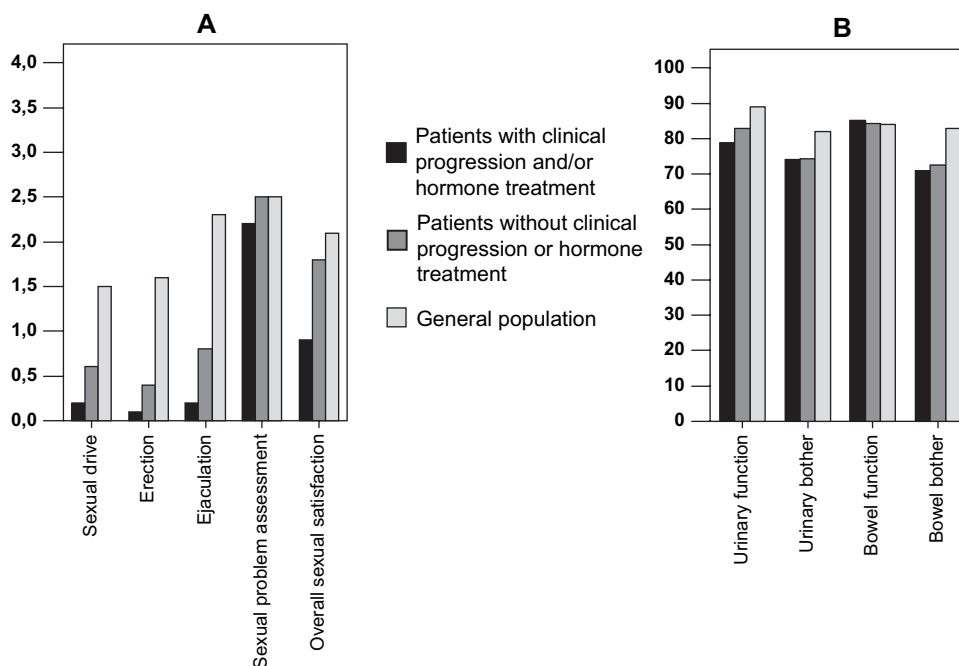 A
4,0
3,5
3,0
2,5
2,0
1,5
1,0
0,5
0,0
Sexual drive
Erection
Ejaculation
Sexual problem assessment
Overall sexual satisfaction
Patients with clinical
progression and/or
hormone treatment
Patients without clinical
progression or hormone
treatment
General population
B
100
90
80
70
60
50
40
30
20
10
0
Urinary function
Urinary bother
Bowel function
Bowel bother